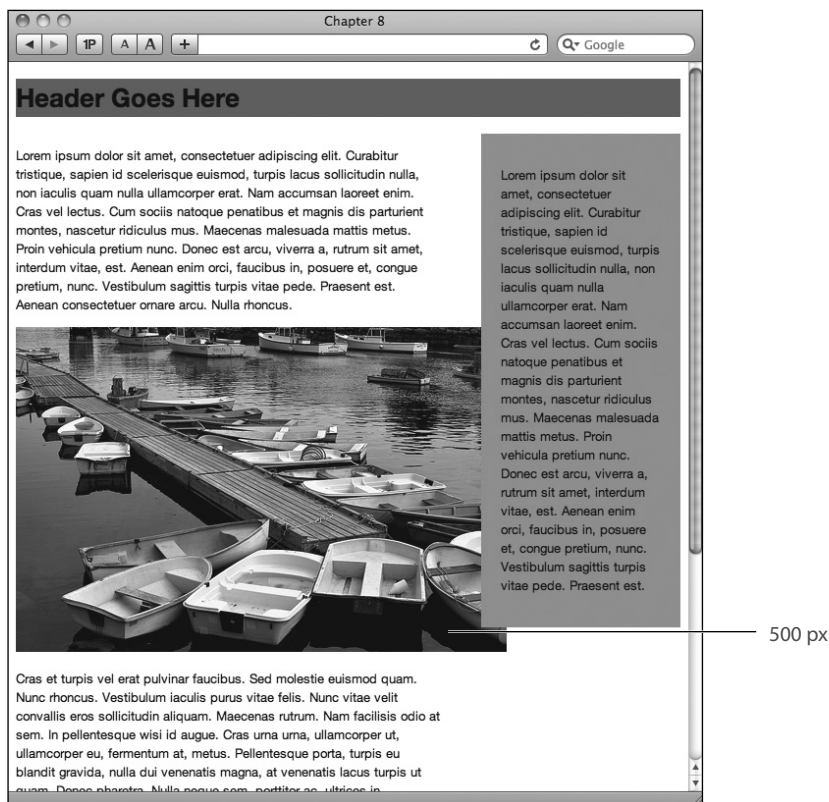 Chapter 8
1P
A
A
+
Google
Header Goes Here
Lorem ipsum dolor sit amet, consectetuer adipiscing elit. Curabitur
tristique, sapien id scelerisque euismod, turpis lacus sollicitudin nulla,
non iaculis quam nulla ullamcorper erat. Nam accumsan laoreet enim.
Cras vel lectus. Cum sociis natoque penatibus et magnis dis parturient
montes, nascetur ridiculus mus. Maecenas malesuada mattis metus.
Proin vehicula pretium nunc. Donec est arcu, viverra a, rutrum sit amet,
interdum vitae, est. Aenean enim orci, faucibus in, posuere et, congue
pretium, nunc. Vestibulum sagittis turpis vitae pede. Praesent est.
Aenean consectetuer ornare arcu. Nulla rhoncus.
Cras et turpis vel erat pulvinar faucibus. Sed molestie euismod quam.
Nunc rhoncus. Vestibulum iaculis purus vitae felis. Nunc vitae velit
convallis eros sollicitudin aliquam. Maecenas rutrum. Nam facilisis odio at
sem. In pellentesque wisi id augue. Cras urna urna, ullamcorper ut,
ullamcorper eu, fermentum at, metus. Pellentesque porta, turpis eu
blandit gravida, nulla dui venenatis magna, at venenatis lacus turpis ut
quam. Donec pharetra. Nulla neque sem, porttitor ac, ultrices in
Lorem ipsum dolor sit
amet, consectetuer
adipiscing elit. Curabitur
tristique, sapien id
scelerisque euismod, turpis
lacus sollicitudin nulla, non
iaculis quam nulla
ullamcorper erat. Nam
accumsan laoreet enim.
Cras vel lectus. Cum sociis
natoque penatibus et
magnis dis parturient
montes, nascetur ridiculus
mus. Maecenas malesuada
mattis metus. Proin
vehicula pretium nunc.
Donec est arcu, viverra a,
rutrum sit amet, interdum
vitae, est. Aenean enim
orci, faucibus in, posuere
et, congue pretium, nunc.
Vestibulum sagittis turpis
vitae pede. Praesent est.
500 px